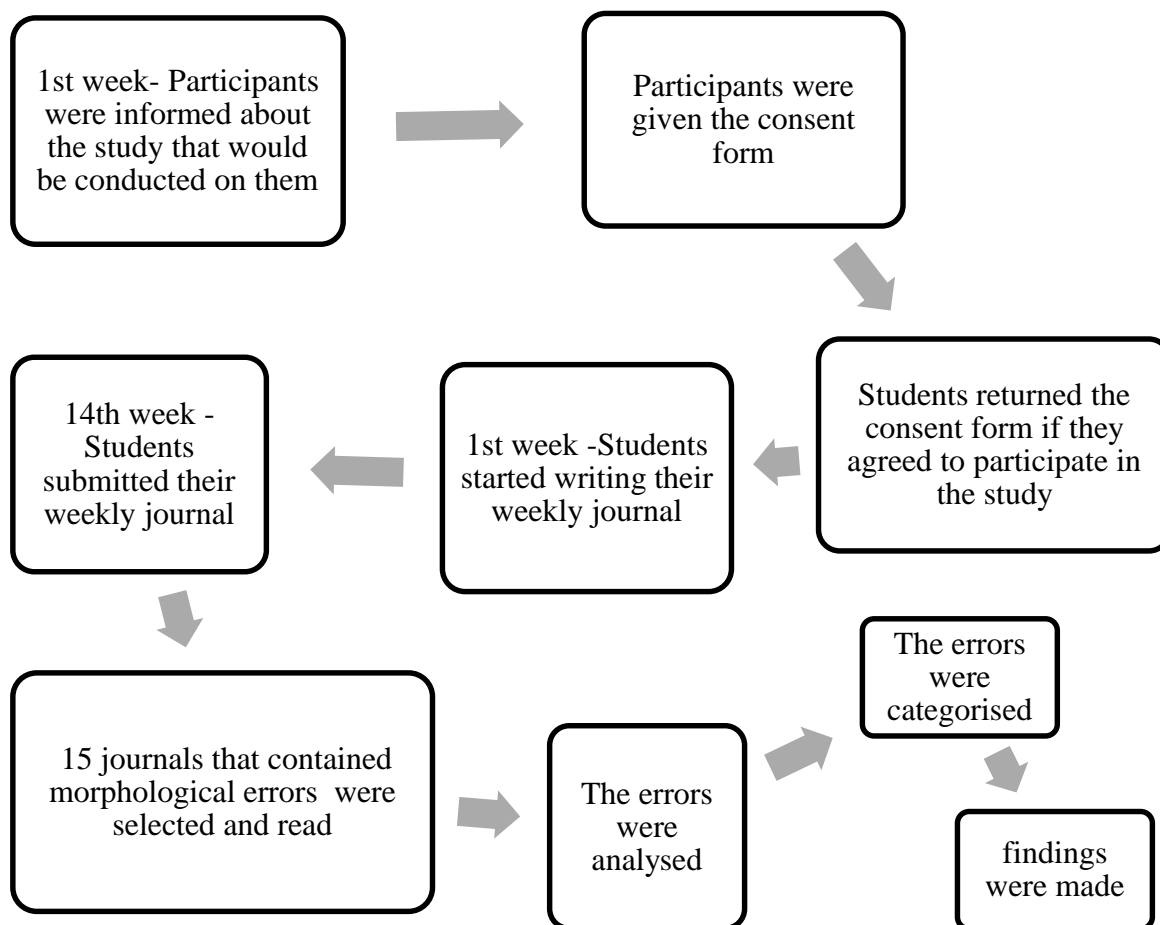 1st week- Participants
were informed about
the study that would
be conducted on them
Participants were
given the consent
form
Students returned the
consent form if they
agreed to participate in
the study
1st week -Students
started writing their
weekly journal
14th week -
Students
submitted their
weekly journal
15 journals that contained
morphological errors  were
selected and read
The errors
were
analysed
The errors
were
categorised
findings
were made